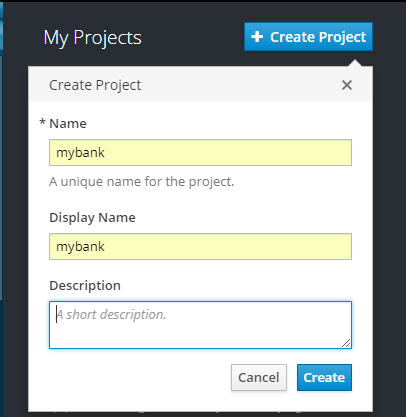 My Projects
+ Create Project
Create Project ×
* Name
mybank
A unique name for the project.
Display Name
mybank
Description
A short description.
Cancel Create